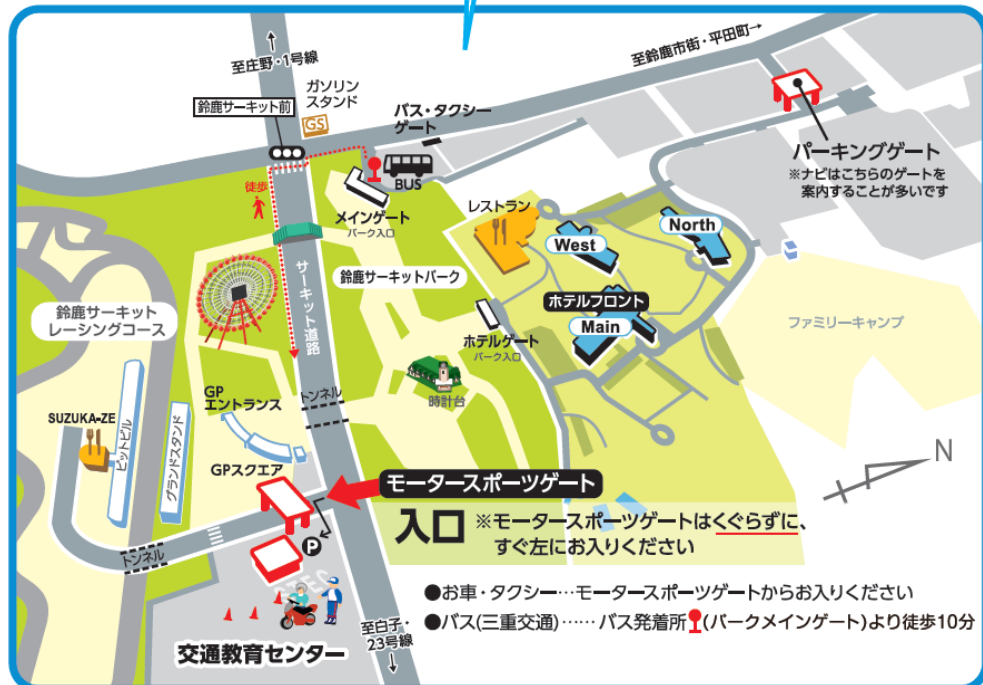 至庄野・1号線
至鈴鹿市街・平田町→
ガソリン
スタンド
鈴鹿サーキット前
GS
バス・タクシー
ゲート
BUS
パーキングゲート
※ナビはこちらのゲートを
案内することが多いです
徒歩
メインゲート
パーク入口
レストラン
West
North
サーキット道路
鈴鹿サーキットパーク
ホテルフロント
Main
鈴鹿サーキット
レーシングコース
ホテルゲート
パーク入口
ファミリーキャンプ
時計台
GP
エントランス
トンネル
SUZUKA-ZE
ピットビル
グランドスタンド
GPスクエア
N
モータースポーツゲート
入口
※モータースポーツゲートはくぐらずに、
すぐ左にお入りください
P
トンネル
STEC
●お車・タクシー…モータースポーツゲートからお入りください
●バス(三重交通)……バス発着所(パークメインゲート)より徒歩10分
至白子・
23号線
交通教育センター